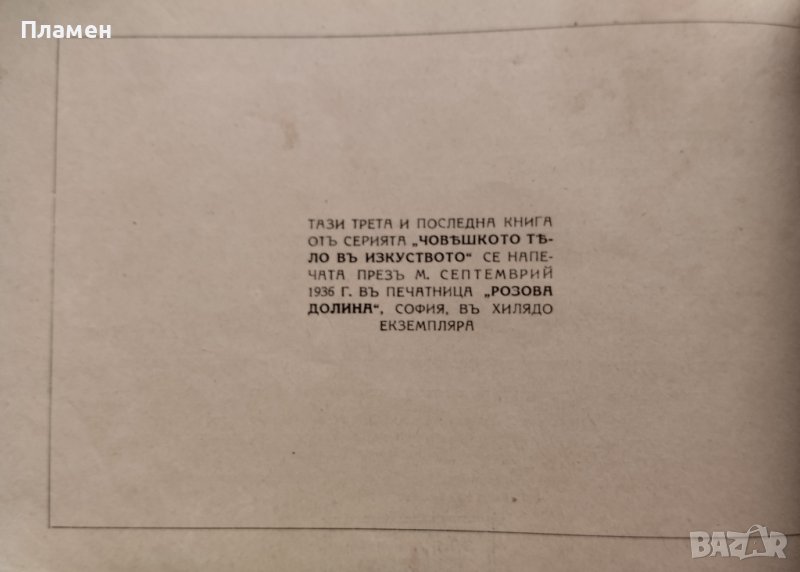 Пламен
ТАЗИ ТРЕТА И ПОСЛЕДНА КНИГА
ОТЪ СЕРИЯТА „ЧОВѢШКОТО ТѢ-
ЛО ВЪ ИЗКУСТВОТО“ СЕ НАПЕ-
ЧАТА ПРЕЗЪ М. СЕПТЕМВРИЙ
1936 Г. ВЪ ПЕЧАТНИЦА „РОЗОВА
ДОЛИНА“, СОФИЯ, ВЪ ХИЛЯДО
ЕКЗЕМПЛЯРА
BAZAR